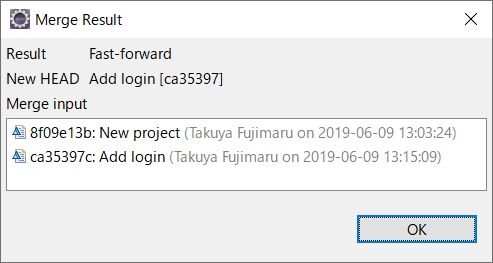 Merge Result
Result Fast-forward
New HEAD Add login [ca35397]
Merge input
8f09e13b: New project (Takuya Fujimaru on 2019-06-09 13:03:24)
ca35397c: Add login (Takuya Fujimaru on 2019-06-09 13:15:09)
OK